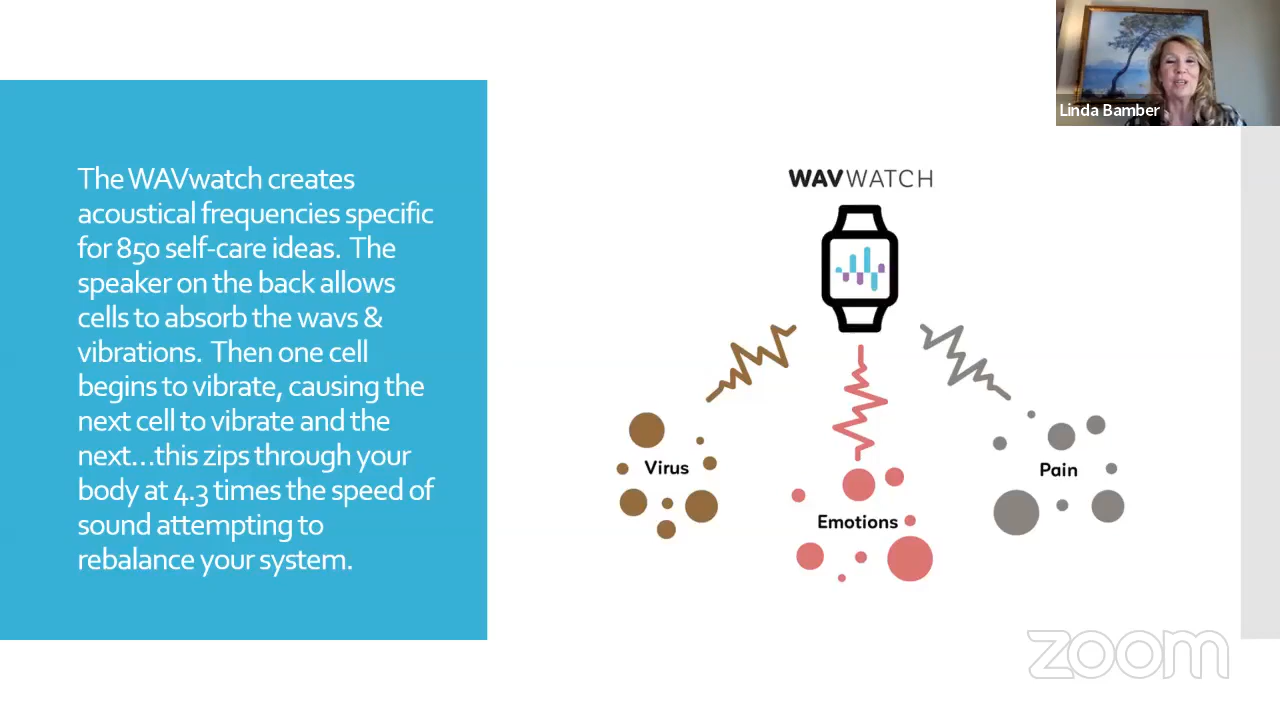 Linda Bamber
The WAVwatch creates
acoustical frequencies specific
for 850 self-care ideas. The
speaker on the back allows
cells to absorb the wavs &
vibrations. Then one cell
begins to vibrate, causing the
next cell to vibrate and the
next...this zips through your
body at 4.3 times the speed of
sound attempting to
rebalance your system.
WAVWATCH
Virus
Pain
Emotions
zoom